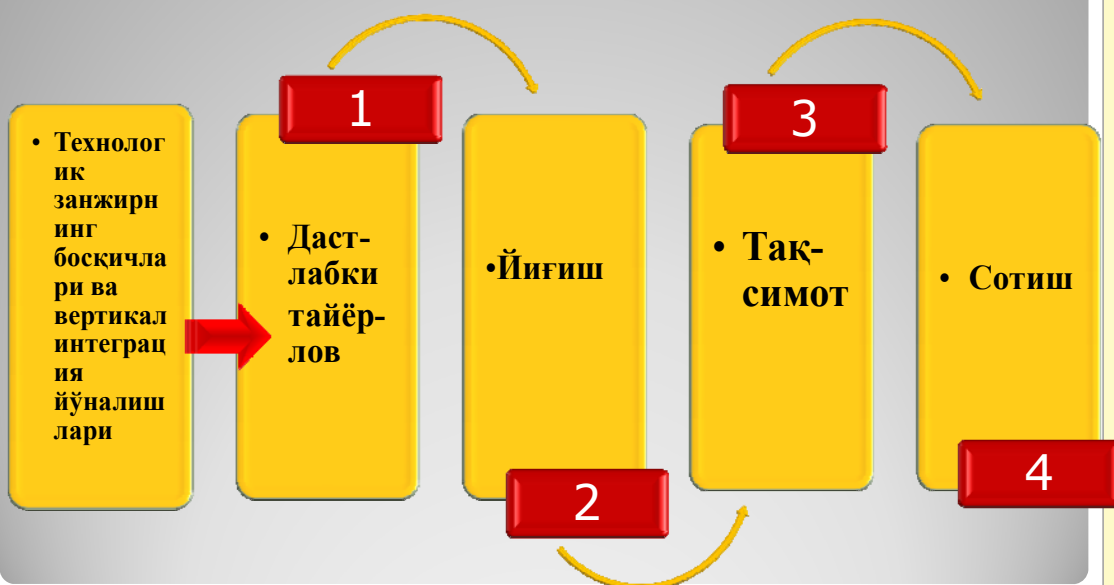 • Технолог
ик
занжирн
инг
босқичла
ри ва
вертикал
интеграц
ия
йўналиш
лари
1
• Даст-
лабки
тайёр-
лов
•Йиғиш
2
3
• Тақ-
симот
• Сотиш
4